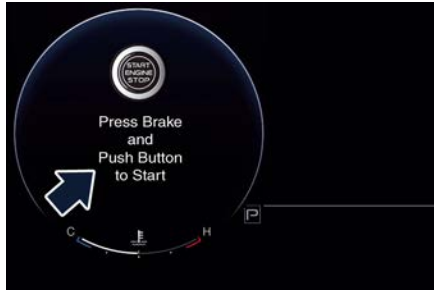 START
ENGINE
STOP
Press Brake
and
Push Button
to Start
C
H
P